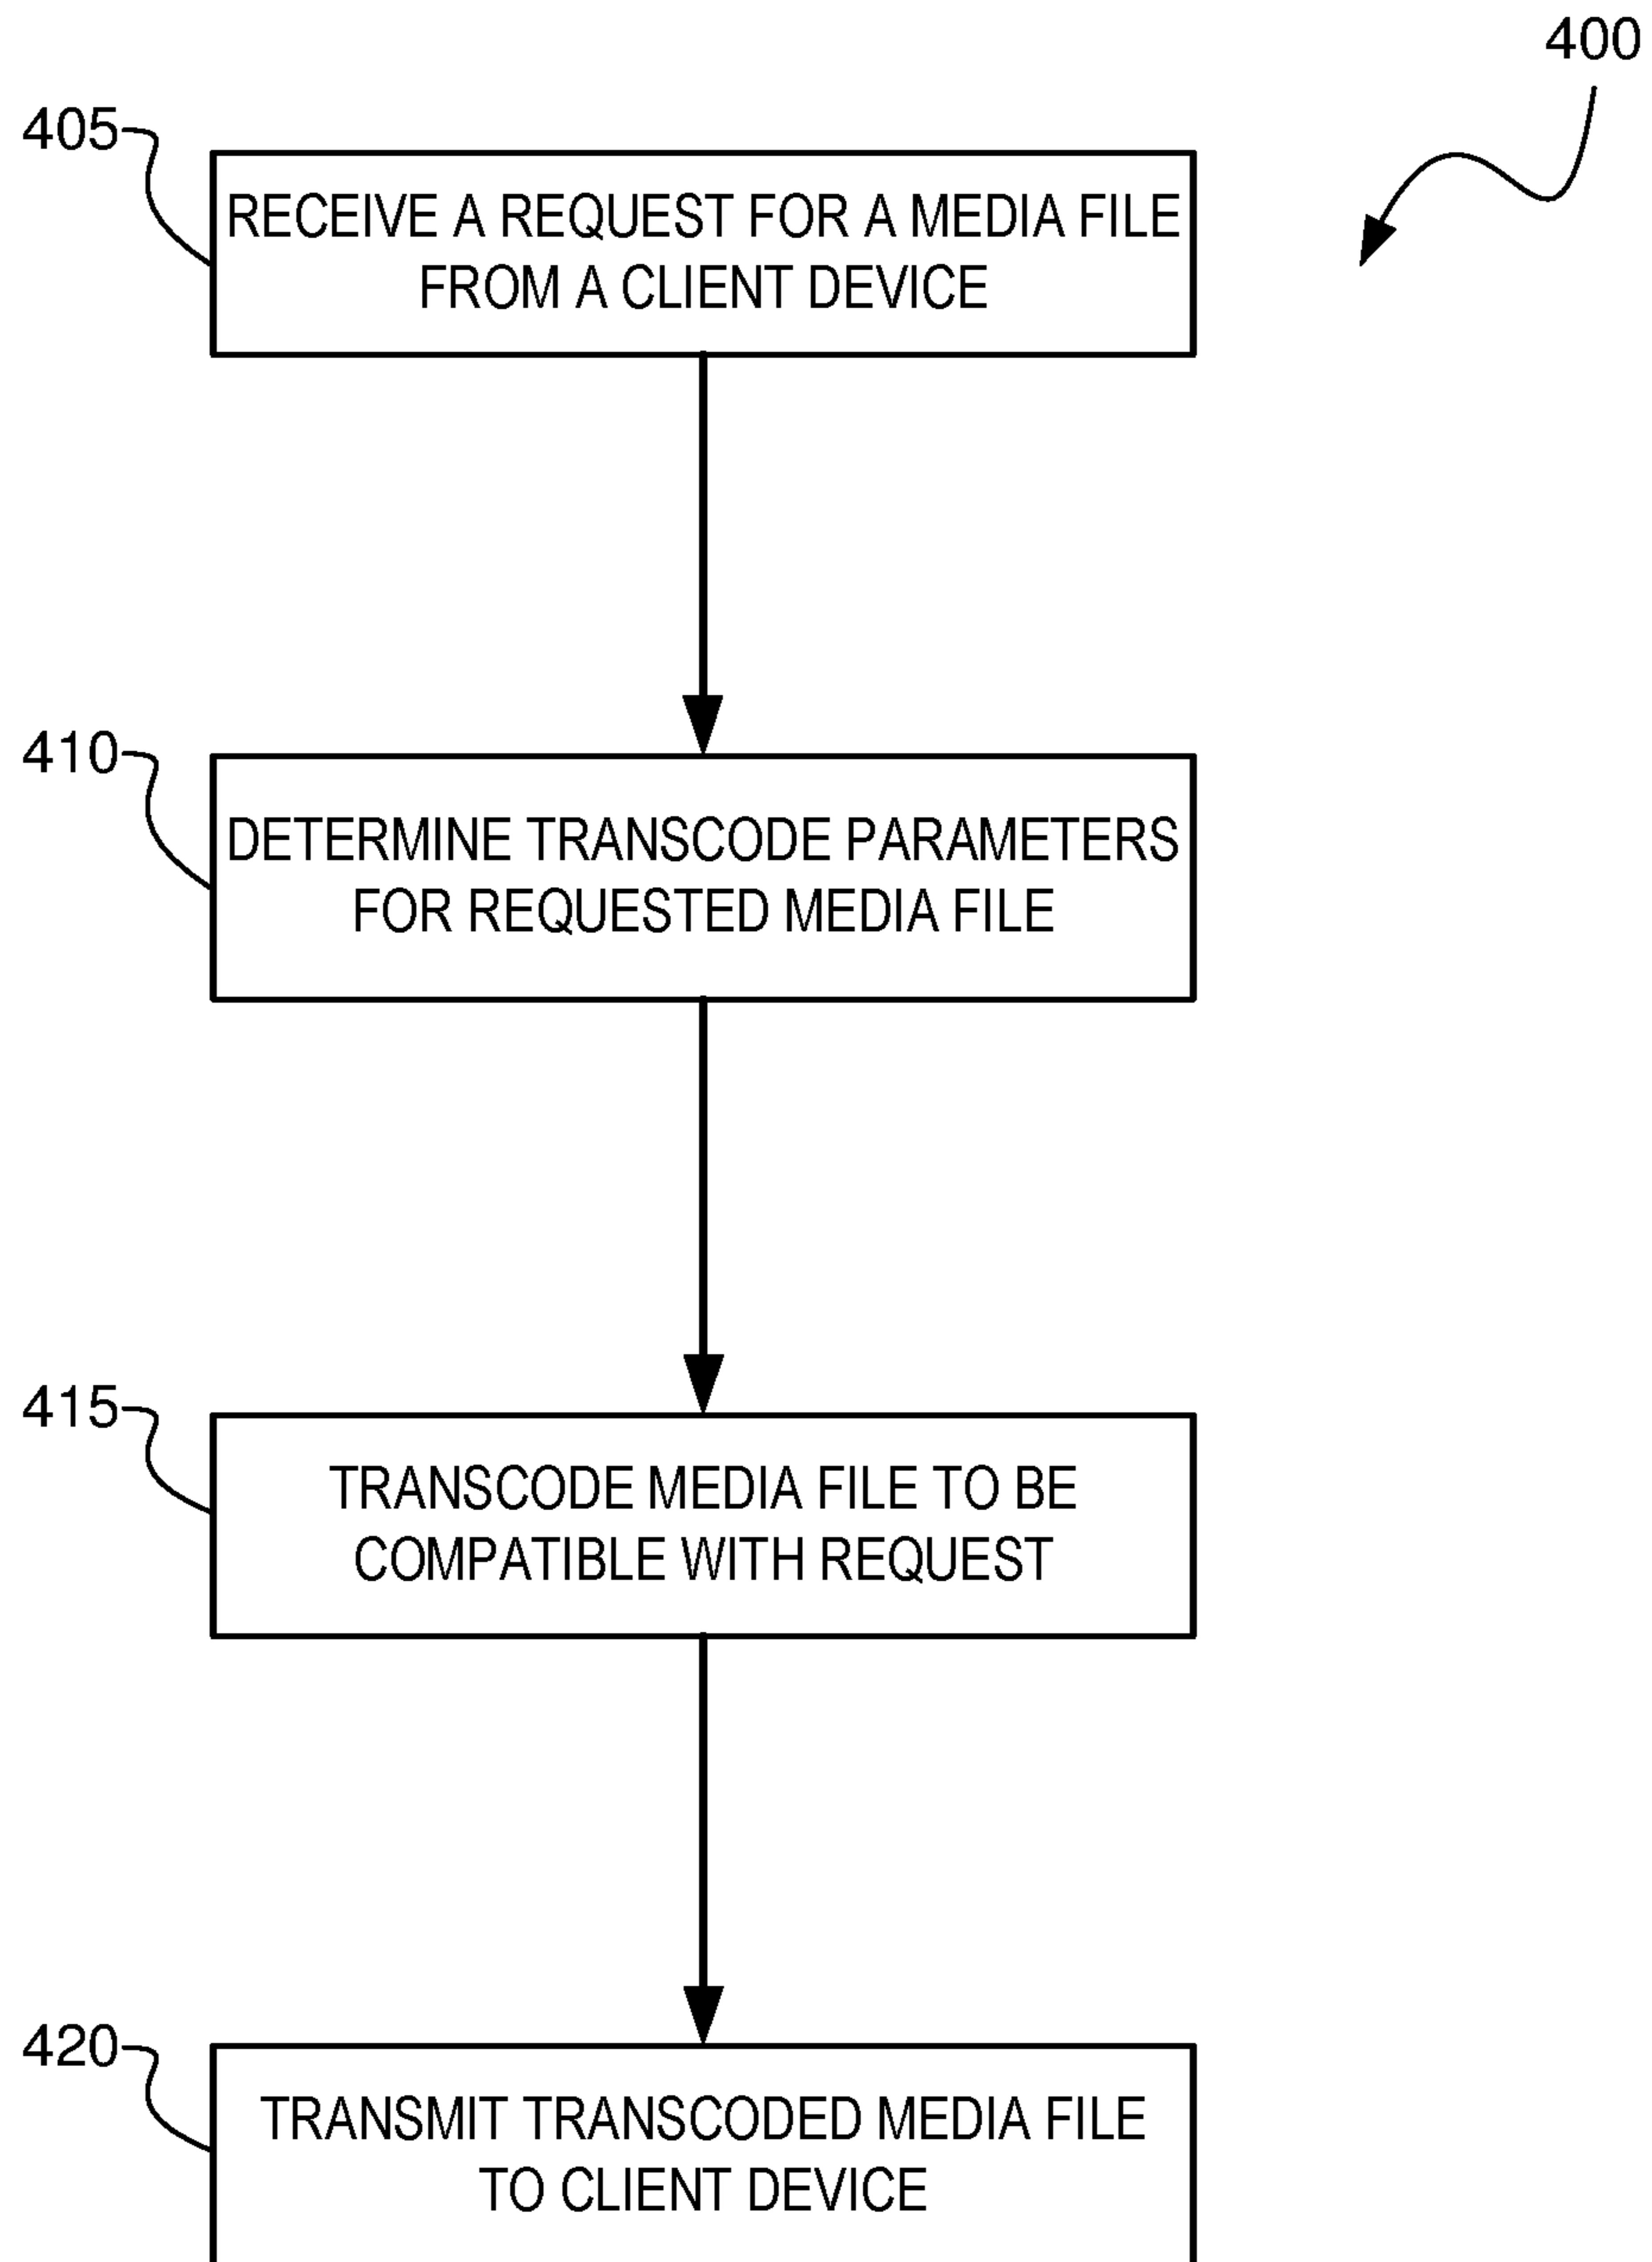 400
405
RECEIVE A REQUEST FOR A MEDIA FILE
FROM A CLIENT DEVICE
410
DETERMINE TRANSCODE PARAMETERS
FOR REQUESTED MEDIA FILE
415
TRANSCODE MEDIA FILE TO BE
COMPATIBLE WITH REQUEST
420
TRANSMIT TRANSCODED MEDIA FILE
TO CLIENT DEVICE